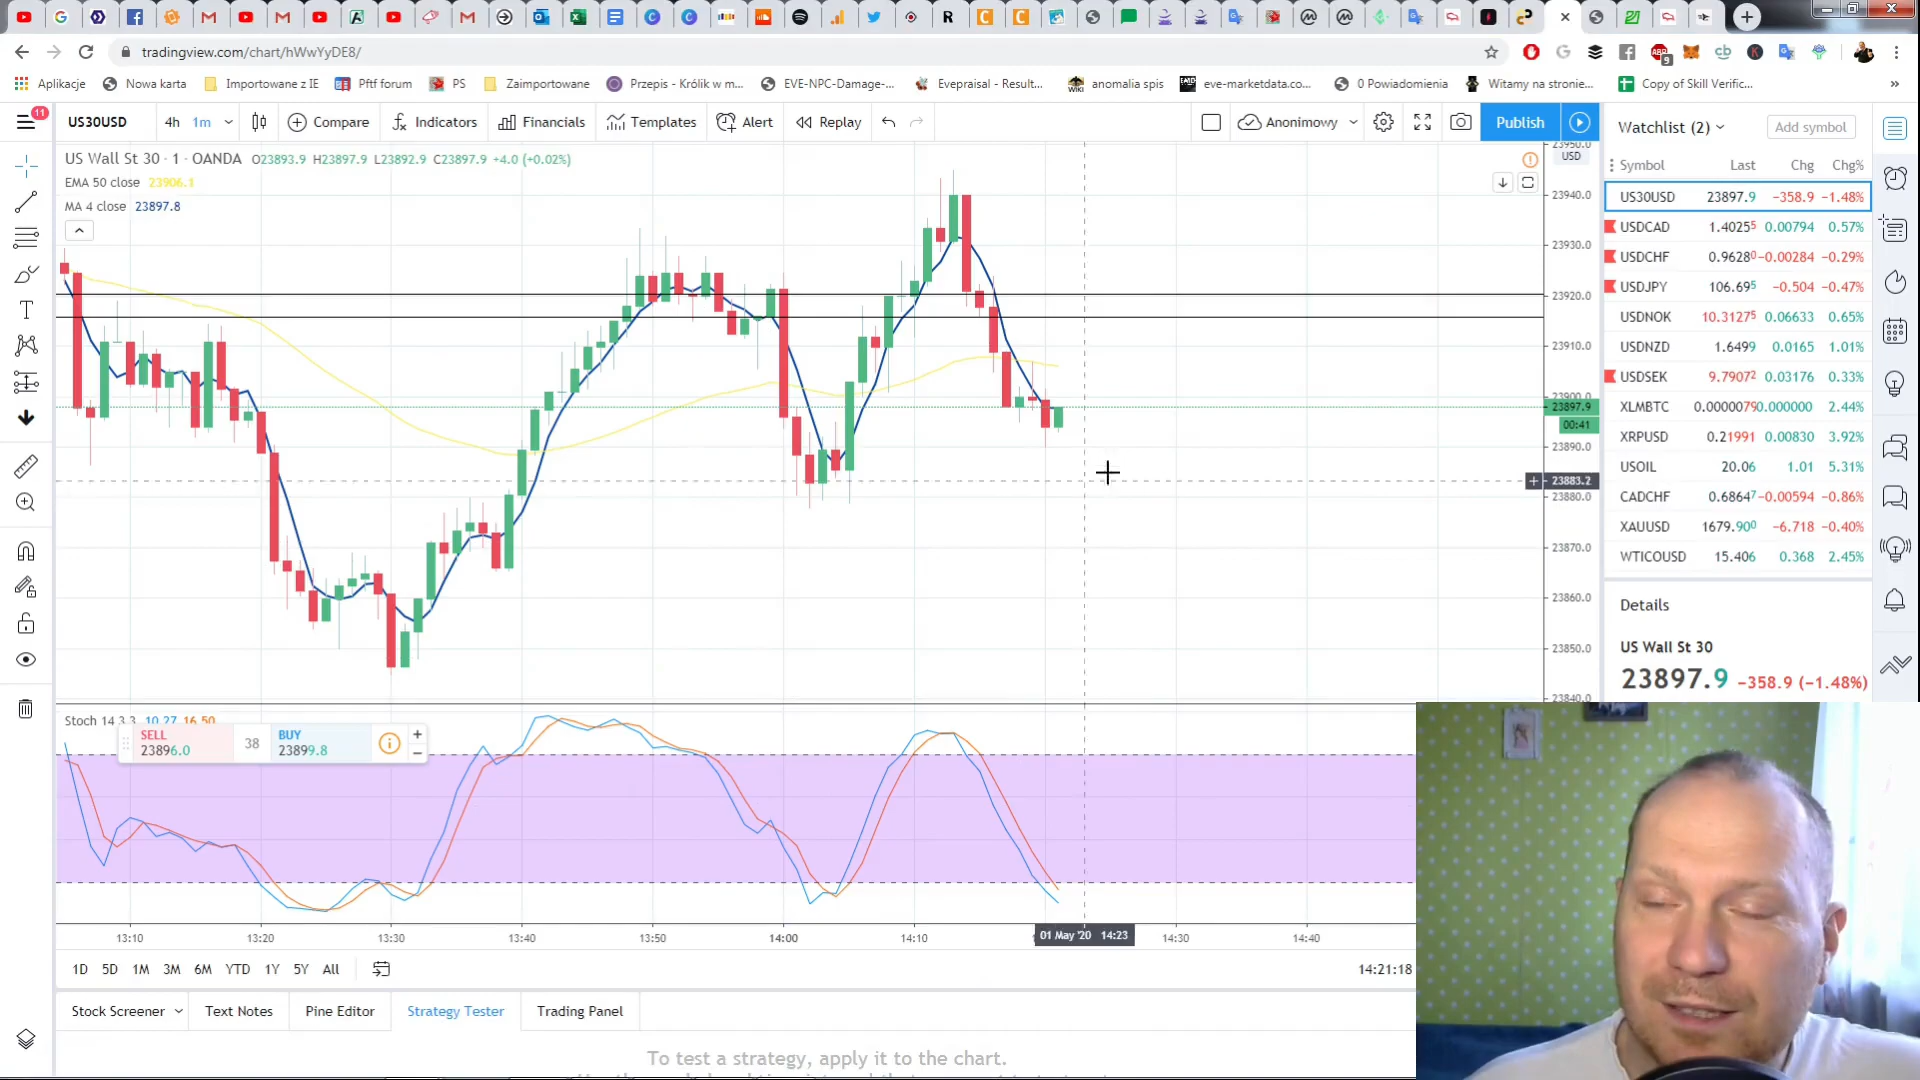 tradingview.com/chart/hWwYyDE8/
Aplikacje Nowa karta Importowane z IE Pftf forum PS Zaimportowane Przepis - Królik w m... EVE-NPC-Damage-... Evepraisal - Result... anomalia spis eve-marketdata.co... 0 Powiadomienia Witamy na stronie... Copy of Skill Verific... »
11 US30USD 4h 1m Compare Indicators Financials Templates Alert Replay Anonimowy Publish
US Wall St 30 · 1 · OANDA O23893.9 H23897.9 L23892.9 C23897.9 +4.0 (+0.02%)
EMA 50 close 23906.1
MA 4 close 23897.8
23950.0
USD
23940.0
23930.0
23920.0
23910.0
23900.0
23897.9
00:41
23890.0
23883.2
23880.0
23870.0
23860.0
23850.0
23840.0
Stoch 14 3 3 10.27 16.50
SELL 38 BUY
23896.0 23899.8
13:10 13:20 13:30 13:40 13:50 14:00 14:10 01 May '20 14:23 14:30 14:40
1D 5D 1M 3M 6M YTD 1Y 5Y All 14:21:18
Stock Screener Text Notes Pine Editor Strategy Tester Trading Panel
To test a strategy, apply it to the chart.
Watchlist (2) Add symbol
Symbol Last Chg Chg%
US30USD 23897.9 −358.9 −1.48%
USDCAD 1.40255 0.00794 0.57%
USDCHF 0.96280 −0.00284 −0.29%
USDJPY 106.695 −0.504 −0.47%
USDNOK 10.31275 0.06633 0.65%
USDNZD 1.6499 0.0165 1.01%
USDSEK 9.79072 0.03176 0.33%
XLMBTC 0.00000790 0.000000 2.44%
XRPUSD 0.21991 0.00830 3.92%
USOIL 20.06 1.01 5.31%
CADCHF 0.68647 −0.00594 −0.86%
XAUUSD 1679.900 −6.718 −0.40%
WTICOUSD 15.406 0.368 2.45%
Details
US Wall St 30
23897.9 −358.9 (−1.48%)